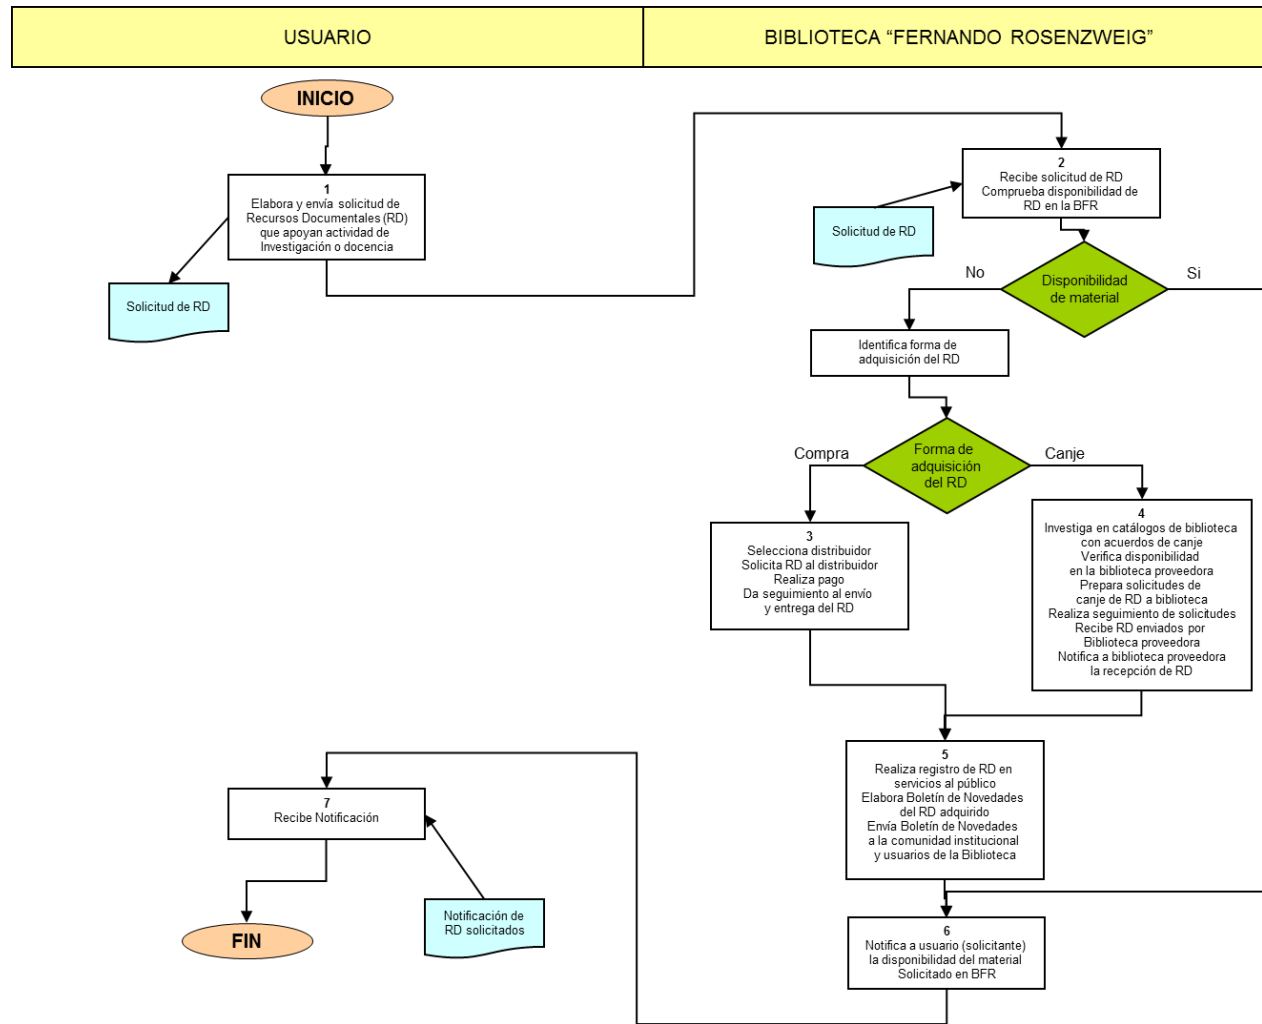 USUARIO
BIBLIOTECA “FERNANDO ROSENZWEIG”
INICIO
1
Elabora y envía solicitud de
Recursos Documentales (RD)
que apoyan actividad de
Investigación o docencia
Solicitud de RD
2
Recibe solicitud de RD
Comprueba disponibilidad de
RD en la BFR
Solicitud de RD
Disponibilidad
de material
No
Si
Identifica forma de
adquisición del RD
Forma de
adquisición
del RD
Compra
Canje
3
Selecciona distribuidor
Solicita RD al distribuidor
Realiza pago
Da seguimiento al envío
y entrega del RD
4
Investiga en catálogos de biblioteca
con acuerdos de canje
Verifica disponibilidad
en la biblioteca proveedora
Prepara solicitudes de
canje de RD a biblioteca
Realiza seguimiento de solicitudes
Recibe RD enviados por
Biblioteca proveedora
Notifica a biblioteca proveedora
la recepción de RD
5
Realiza registro de RD en
servicios al público
Elabora Boletín de Novedades
del RD adquirido
Envía Boletín de Novedades
a la comunidad institucional
y usuarios de la Biblioteca
6
Notifica a usuario (solicitante)
la disponibilidad del material
Solicitado en BFR
7
Recibe Notificación
Notificación de
RD solicitados
FIN